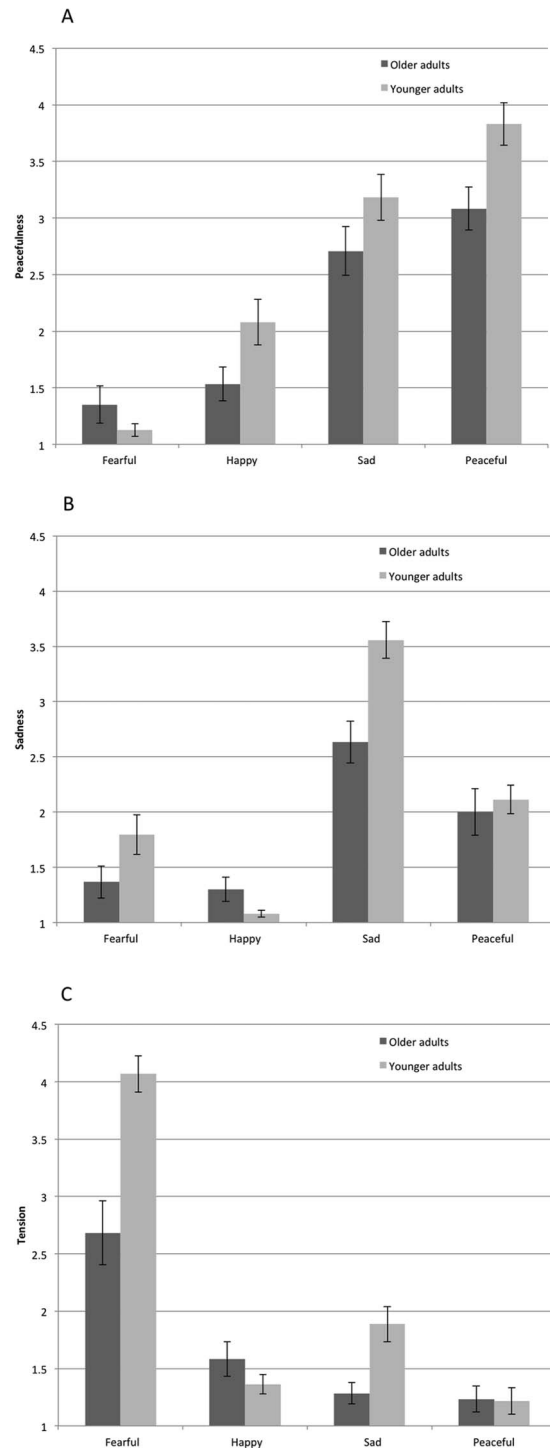 A
Older adults
Younger adults
4.5
4
3.5
3
2.5
2
1.5
1
Peacefulness
Fearful Happy Sad Peaceful
B
Older adults
Younger adults
4.5
4
3.5
3
2.5
2
1.5
1
Sadness
Fearful Happy Sad Peaceful
C
Older adults
Younger adults
4.5
4
3.5
3
2.5
2
1.5
1
Tension
Fearful Happy Sad Peaceful